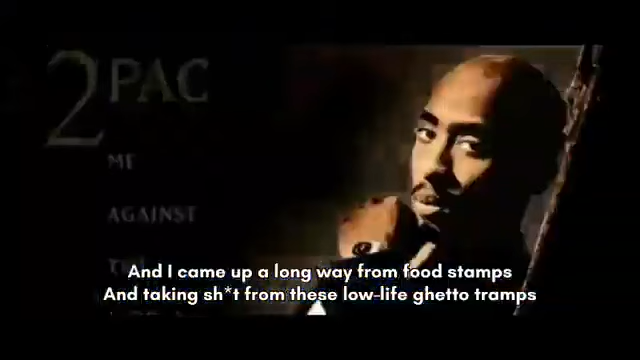 2PAC
ME
AGAINST
And I came up a long way from food stamps
And taking sh*t from these low-life ghetto tramps